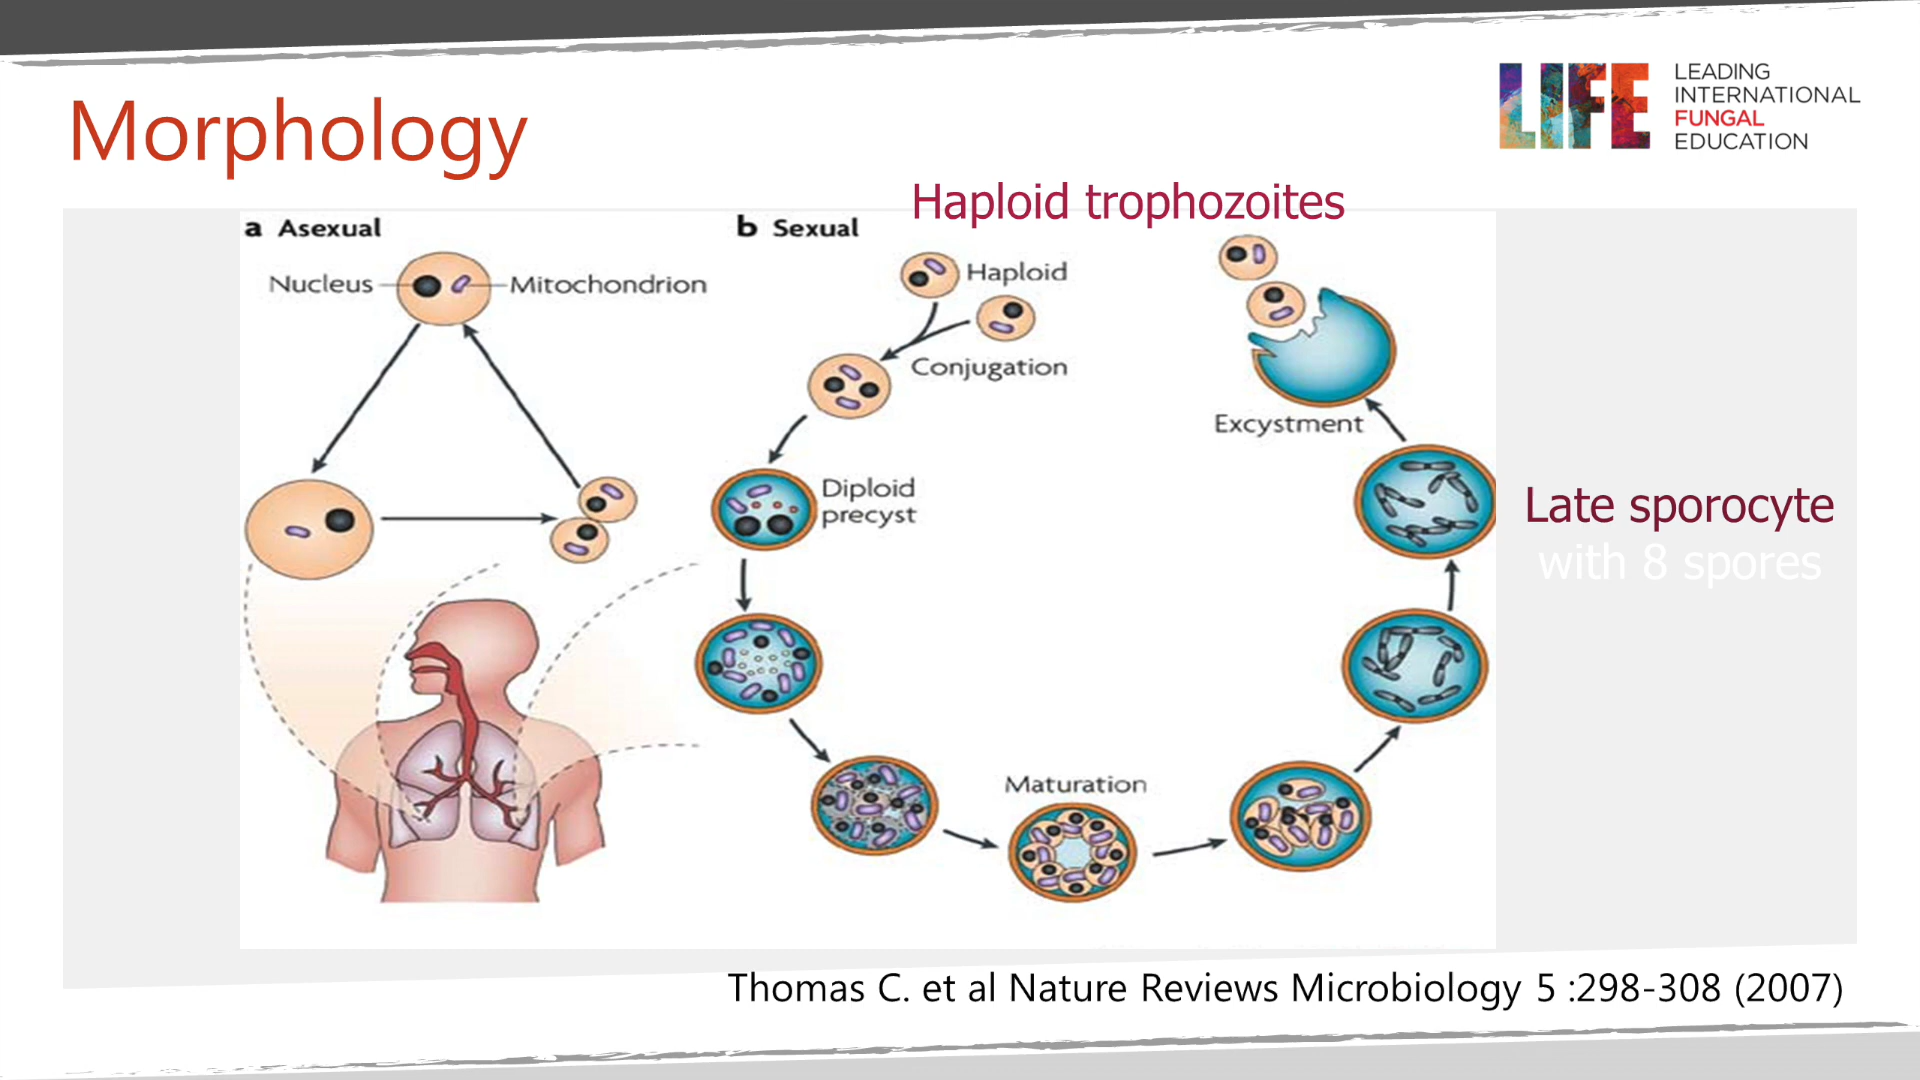 Morphology
LIFE
LEADING
INTERNATIONAL
FUNGAL
EDUCATION
Haploid trophozoites
a Asexual
Nucleus
Mitochondrion
b Sexual
Haploid
Conjugation
Diploid
precyst
Maturation
Excystment
Late sporocyte
with 8 spores
Thomas C. et al Nature Reviews Microbiology 5 :298-308 (2007)